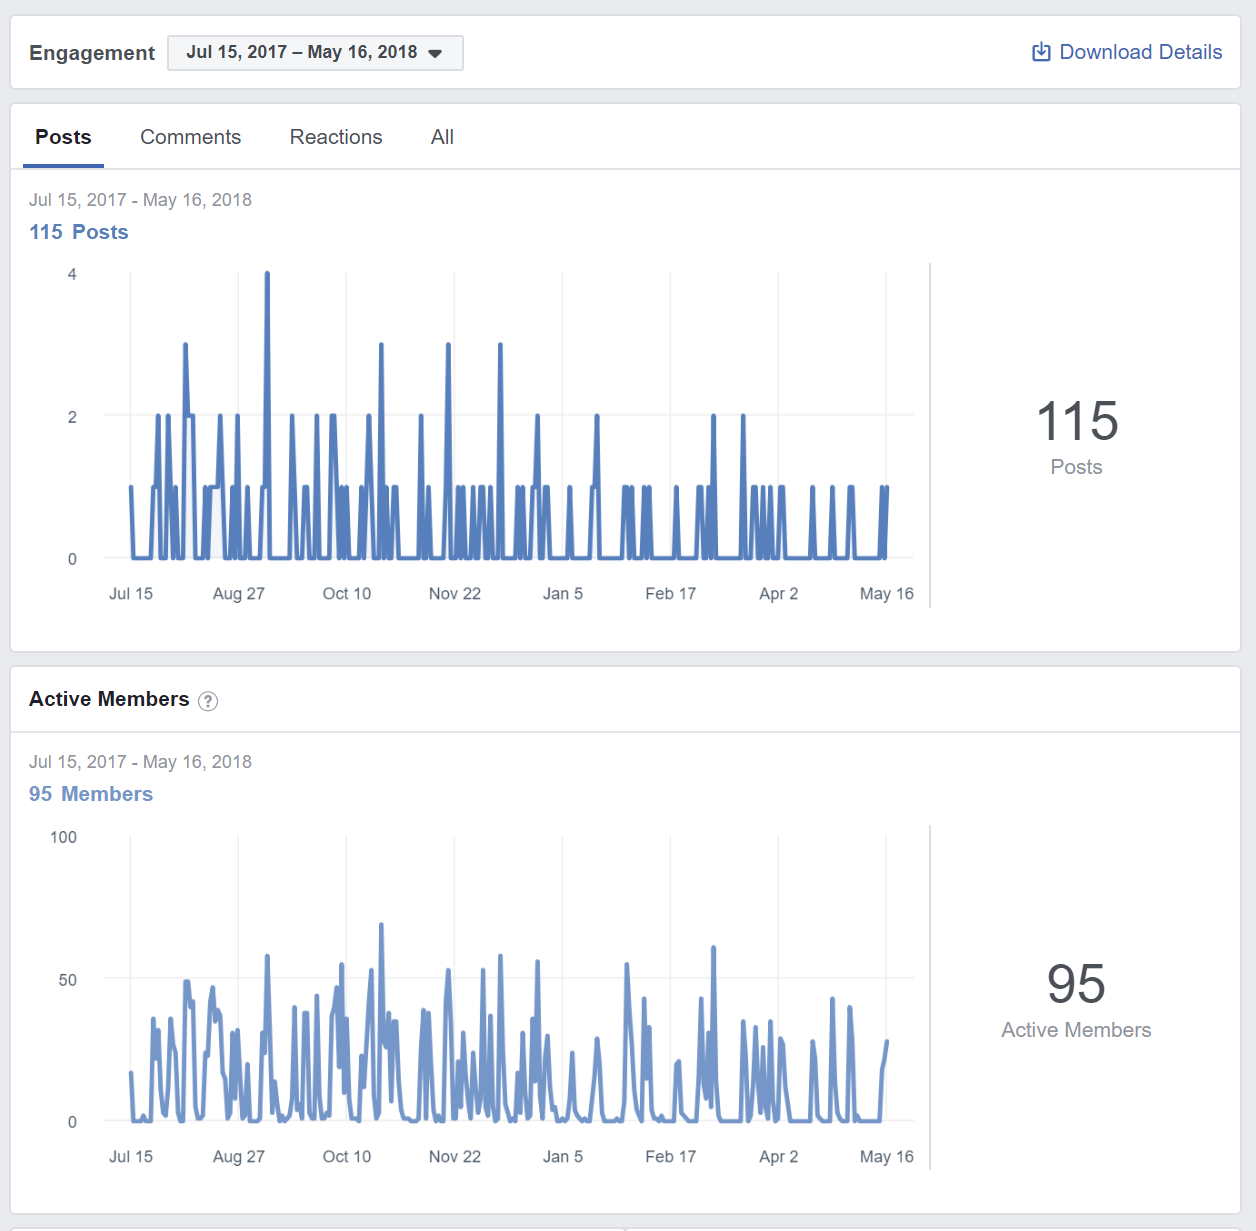 Engagement Jul 15, 2017 – May 16, 2018 Download Details
Posts Comments Reactions All
Jul 15, 2017 - May 16, 2018
115 Posts
4
2
0
Jul 15 Aug 27 Oct 10 Nov 22 Jan 5 Feb 17 Apr 2 May 16
115
Posts
Active Members ?
Jul 15, 2017 - May 16, 2018
95 Members
100
50
0
Jul 15 Aug 27 Oct 10 Nov 22 Jan 5 Feb 17 Apr 2 May 16
95
Active Members